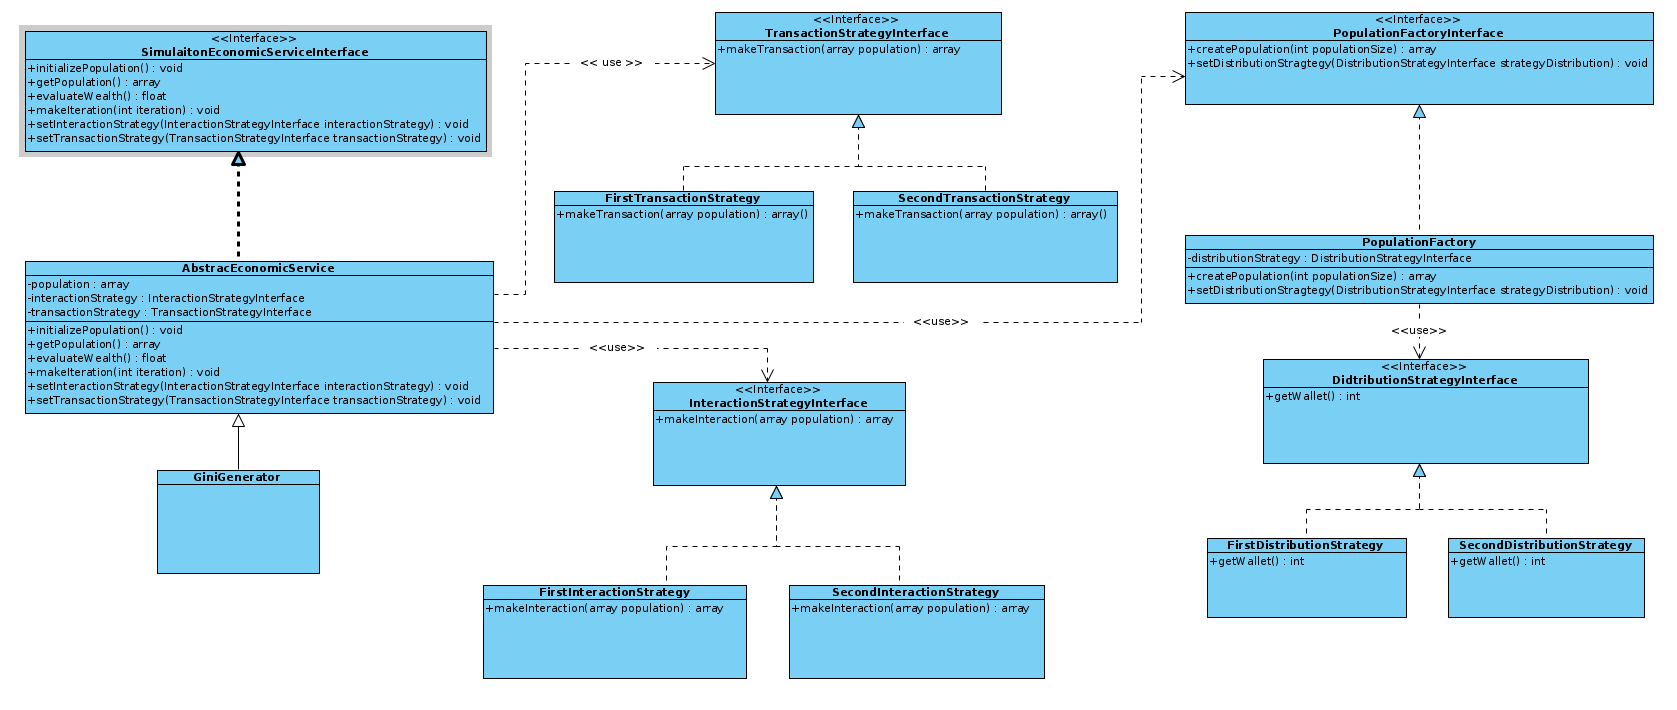 <<Interface>>
SimulaitonEconomicServiceInterface
+initializePopulation() : void
+getPopulation() : array
+evaluateWealth() : float
+makeIteration(int iteration) : void
+setInteractionStrategy(InteractionStrategyInterface interactionStrategy) : void
+setTransactionStrategy(TransactionStrategyInterface transactionStrategy) : void
<<Interface>>
TransactionStrategyInterface
+makeTransaction(array population) : array
<<Interface>>
PopulationFactoryInterface
+createPopulation(int populationSize) : array
+setDistributionStragtegy(DistributionStrategyInterface strategyDistribution) : void
<< use >>
FirstTransactionStrategy
+makeTransaction(array population) : array()
SecondTransactionStrategy
+makeTransaction(array population) : array()
AbstracEconomicService
-population : array
-interactionStrategy : InteractionStrategyInterface
-transactionStrategy : TransactionStrategyInterface
+initializePopulation() : void
+getPopulation() : array
+evaluateWealth() : float
+makeIteration(int iteration) : void
+setInteractionStrategy(InteractionStrategyInterface interactionStrategy) : void
+setTransactionStrategy(TransactionStrategyInterface transactionStrategy) : void
PopulationFactory
-distributionStrategy : DistributionStrategyInterface
+createPopulation(int populationSize) : array
+setDistributionStragtegy(DistributionStrategyInterface strategyDistribution) : void
<<use>>
<<use>>
<<use>>
<<Interface>>
InteractionStrategyInterface
+makeInteraction(array population) : array
<<Interface>>
DidtributionStrategyInterface
+getWallet() : int
GiniGenerator
FirstInteractionStrategy
+makeInteraction(array population) : array
SecondInteractionStrategy
+makeInteraction(array population) : array
FirstDistributionStrategy
+getWallet() : int
SecondDistributionStrategy
+getWallet() : int